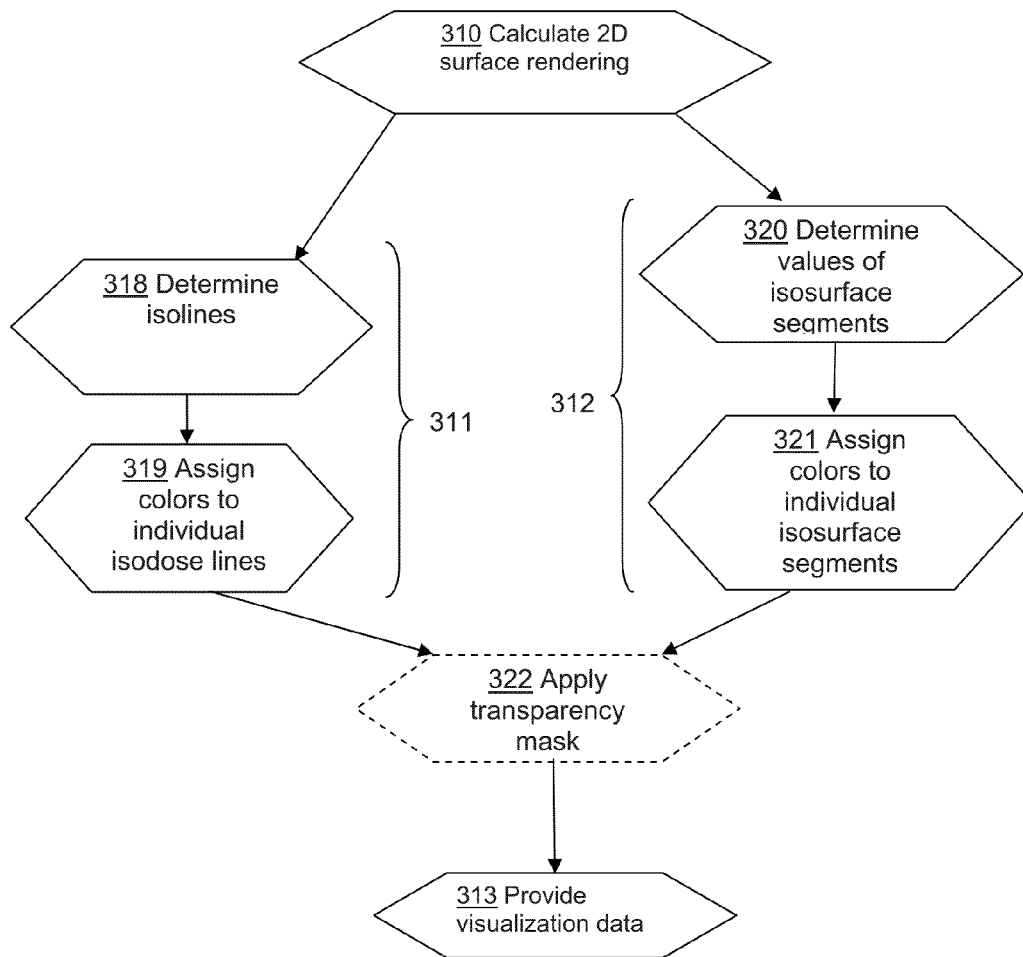 310 Calculate 2D
surface rendering
318 Determine
isolines
319 Assign
colors to
individual
isodose lines
311
312
320 Determine
values of
isosurface
segments
321 Assign
colors to
individual
isosurface
segments
322 Apply
transparency
mask
313 Provide
visualization data